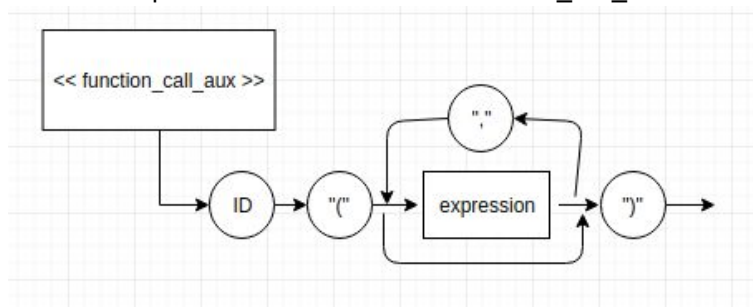 << function_call_aux >>
","
ID
"("
expression
")"